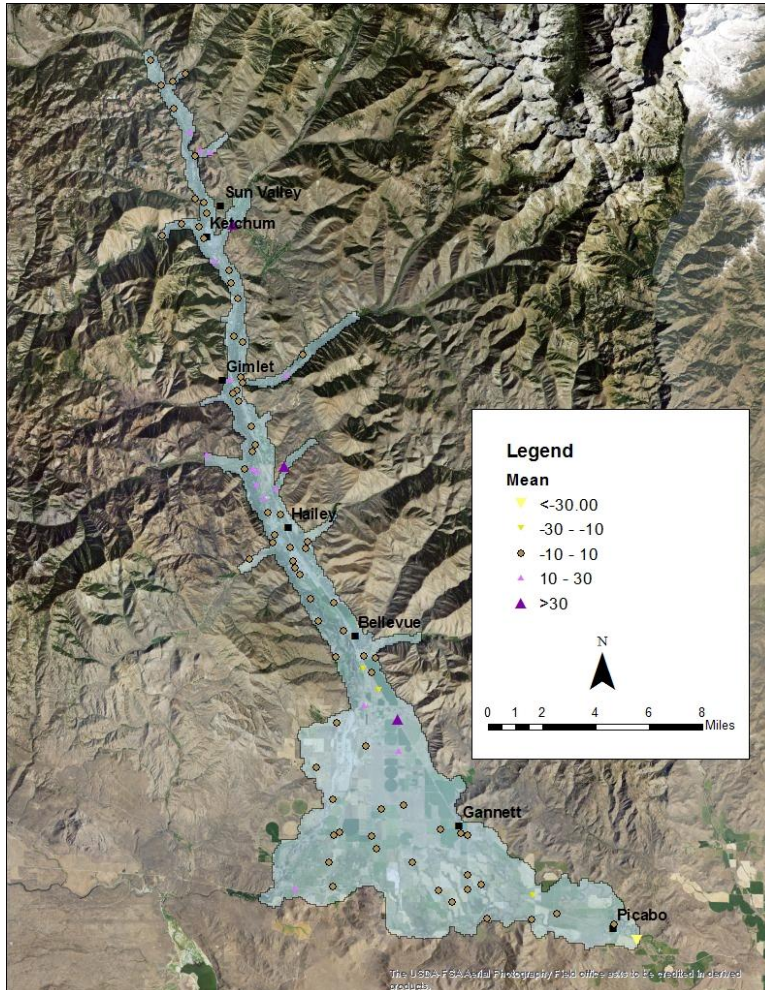 Sun Valley
Ketchum
Gimlet
Hailey
Bellevue
Gannett
Picabo
Legend
Mean
<-30.00
-30 - -10
-10 - 10
10 - 30
>30
N
0 1 2 4 6 8
Miles
The USDA-FSA Aerial Photography Field office asks to be credited in derived
products.